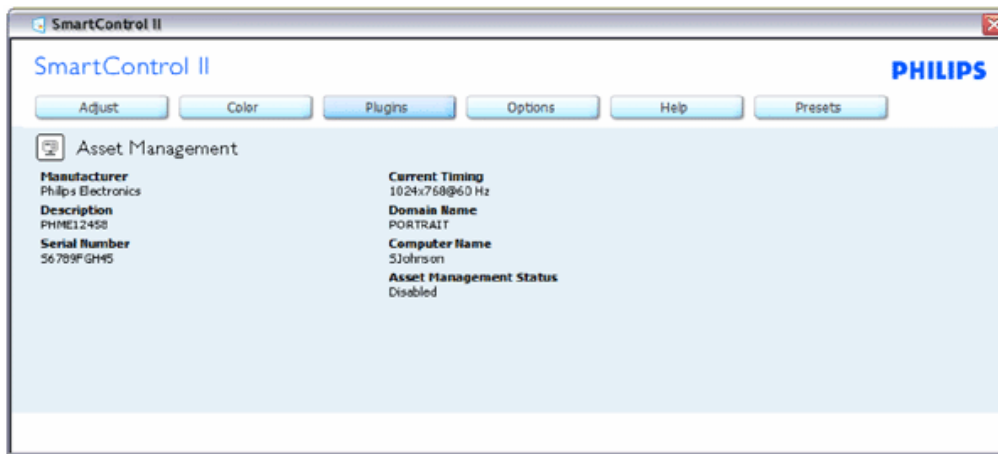 SmartControl II
SmartControl II
PHILIPS
Adjust Color Plugins Options Help Presets
Asset Management
Manufacturer
Philips Electronics
Description
PHME12458
Serial Number
56789FGH45
Current Timing
1024x768@60 Hz
Domain Name
PORTRAIT
Computer Name
SJohnson
Asset Management Status
Disabled